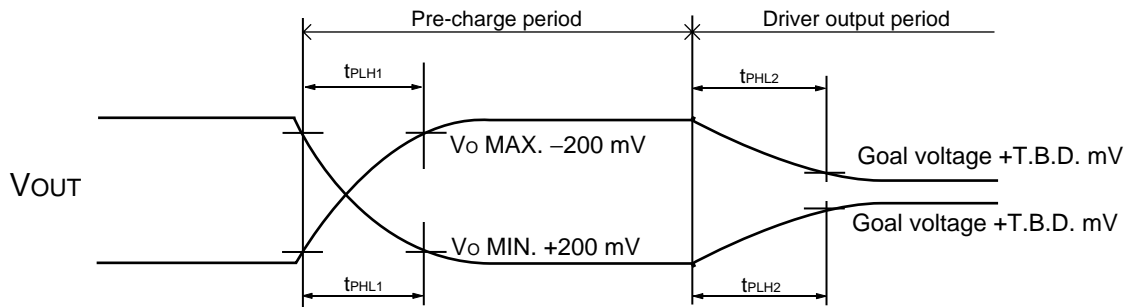 Pre-charge period
Driver output period
tPLH1
tPHL2
VO MAX. −200 mV
Goal voltage +T.B.D. mV
VOUT
Goal voltage +T.B.D. mV
VO MIN. +200 mV
tPHL1
tPLH2